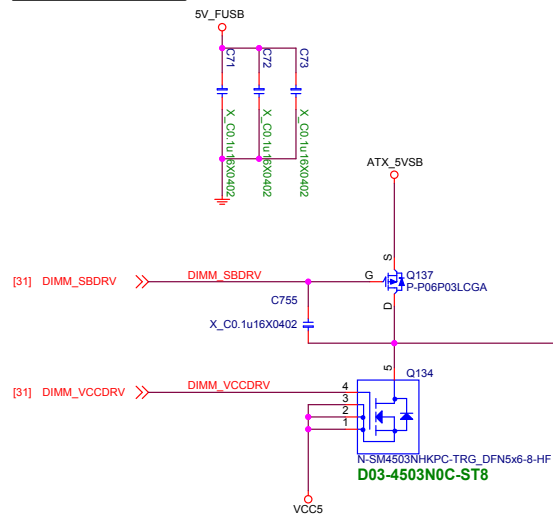 5V_FUSB
C71
C72
C73
X_C0.1u16X0402
X_C0.1u16X0402
X_C0.1u16X0402
ATX_5VSB
S
[31] DIMM_SBDRV
DIMM_SBDRV
G
Q137
P-P06P03LCGA
D
C755
X_C0.1u16X0402
5
Q134
[31] DIMM_VCCDRV
DIMM_VCCDRV
4
3
2
1
N-SM4503NHKPC-TRG_DFN5x6-8-HF
D03-4503N0C-ST8
VCC5